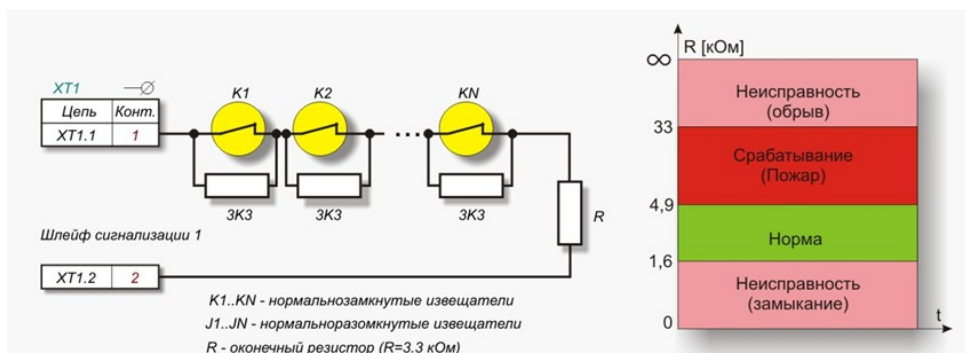 XT1
Цепь Конт.
XT1.1 1
K1 K2 KN
3K3 3K3 3K3
R
Шлейф сигнализации 1
XT1.2 2
K1..KN - нормальнозамкнутые извещатели
J1..JN - нормальноразомкнутые извещатели
R - оконечный резистор (R=3.3 кОм)
R [кОм]
∞
Неисправность
(обрыв)
33
Срабатывание
(Пожар)
4,9
Норма
1,6
Неисправность
(замыкание)
0
t